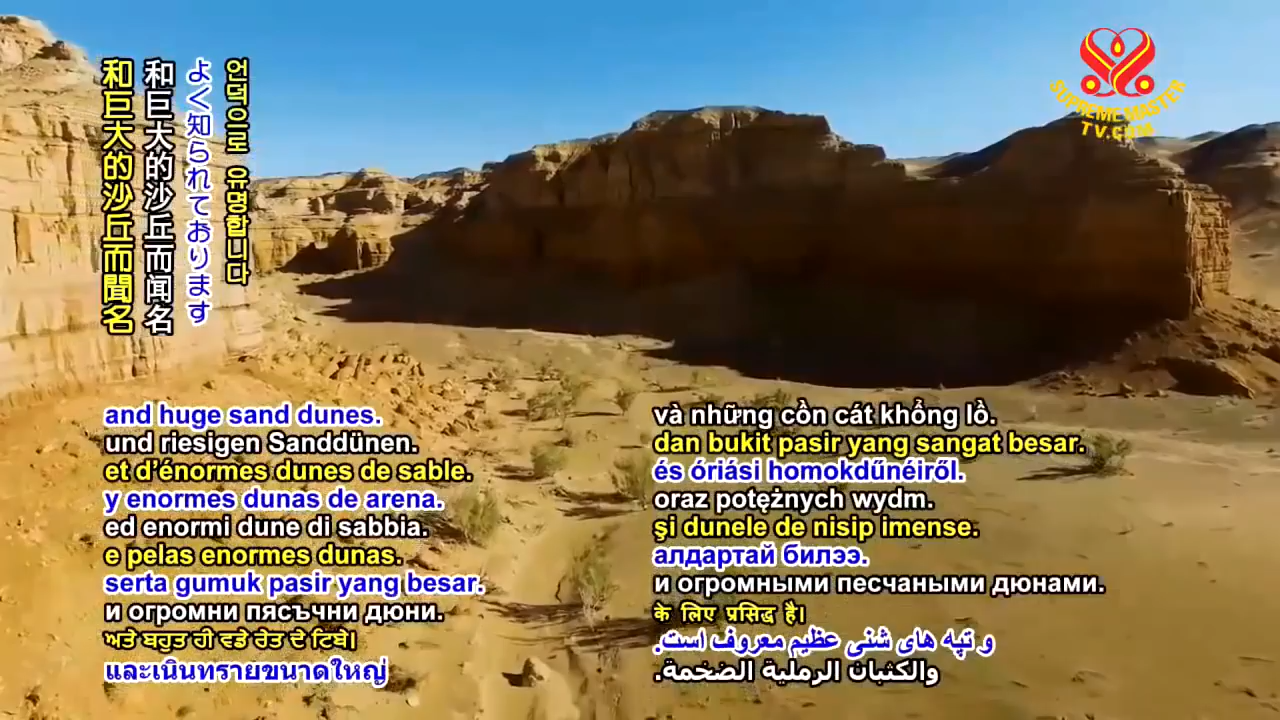 언덕으로 유명합니다
よく知られております
和巨大的沙丘而闻名
和巨大的沙丘而聞名
SUPREME MASTER
TV.COM
and huge sand dunes.
und riesigen Sanddünen.
et d’énormes dunes de sable.
y enormes dunas de arena.
ed enormi dune di sabbia.
e pelas enormes dunas.
serta gumuk pasir yang besar.
и огромни пясъчни дюни.
ਅਤੇ ਬਹੁਤ ਹੀ ਵਡੇ ਰੇਤ ਦੇ ਟਿਬੇ।
และเนินทรายขนาดใหญ่
và những cồn cát khổng lồ.
dan bukit pasir yang sangat besar.
és óriási homokdűnéiről.
oraz potężnych wydm.
şi dunele de nisip imense.
алдартай билээ.
и огромными песчаными дюнами.
के लिए प्रसिद्ध है।
و تپه های شنی عظیم معروف است.
والكثبان الرملية الضخمة.